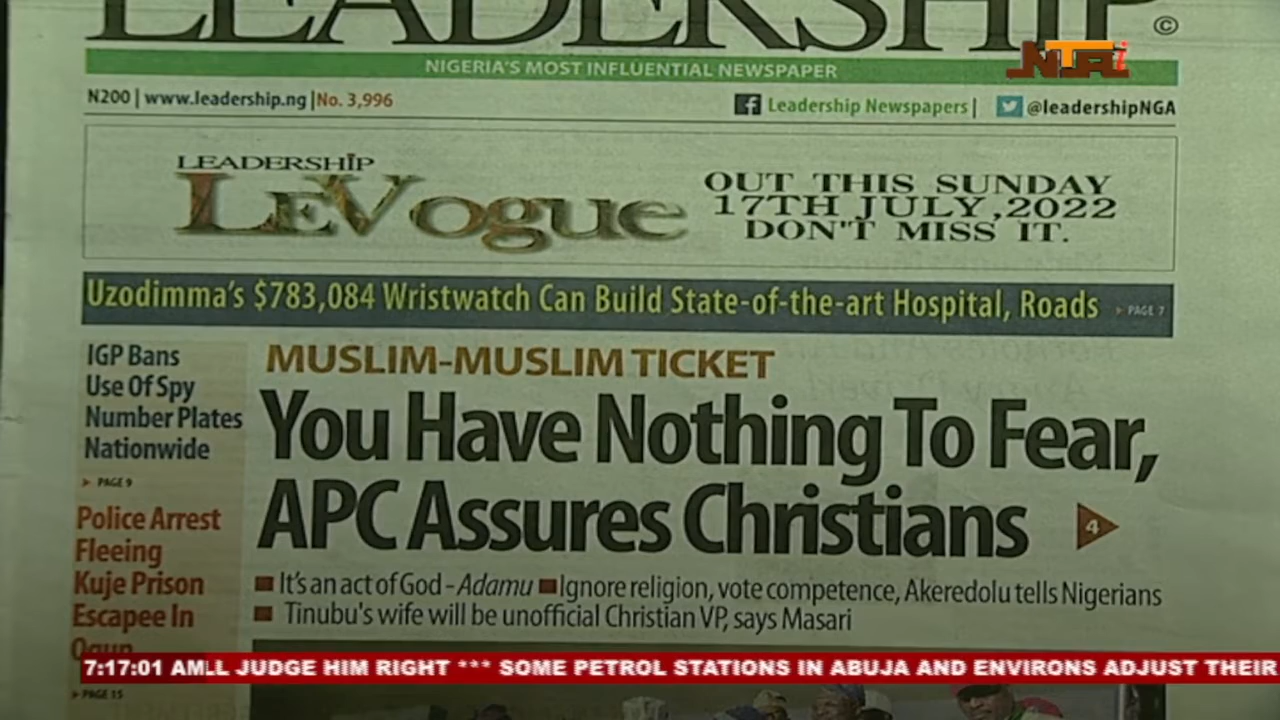 LEADERSHIP
©
NTAi
NIGERIA'S MOST INFLUENTIAL NEWSPAPER
N200 | www.leadership.ng | No. 3,996
Leadership Newspapers |
@leadershipNGA
LEADERSHIP
LEVogue
OUT THIS SUNDAY
17TH JULY, 2022
DON'T MISS IT.
Uzodimma's $783,084 Wristwatch Can Build State-of-the-art Hospital, Roads
PAGE 7
IGP Bans
Use Of Spy
Number Plates
Nationwide
PAGE 9
Police Arrest
Fleeing
Kuje Prison
Escapee In
Ogun
PAGE 15
MUSLIM-MUSLIM TICKET
You Have Nothing To Fear,
APC Assures Christians
4
It's an act of God - Adamu Ignore religion, vote competence, Akeredolu tells Nigerians
Tinubu's wife will be unofficial Christian VP, says Masari
7:17:01 AM LL JUDGE HIM RIGHT *** SOME PETROL STATIONS IN ABUJA AND ENVIRONS ADJUST THEIR